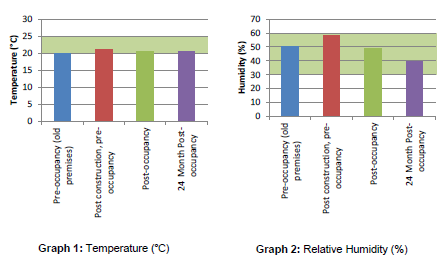 30
25
20
15
10
5
0
Temperature (°C)
Pre-occupancy (old
premises)
Post construction, pre-
occupancy
Post-occupancy
24 Month Post-
occupancy
Graph 1: Temperature (°C)
70
60
50
40
30
20
10
0
Humidity (%)
Pre-occupancy (old
premises)
Post construction, pre-
occupancy
Post-occupancy
24 Month Post-
occupancy
Graph 2: Relative Humidity (%)